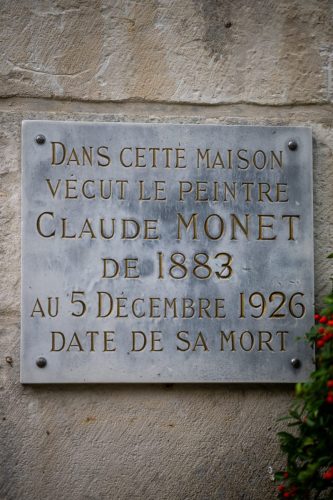 DANS CETTE MAISON
VÉCUT LE PEINTRE
CLAUDE MONET
DE 1883
AU 5 DÉCEMBRE 1926
DATE DE SA MORT